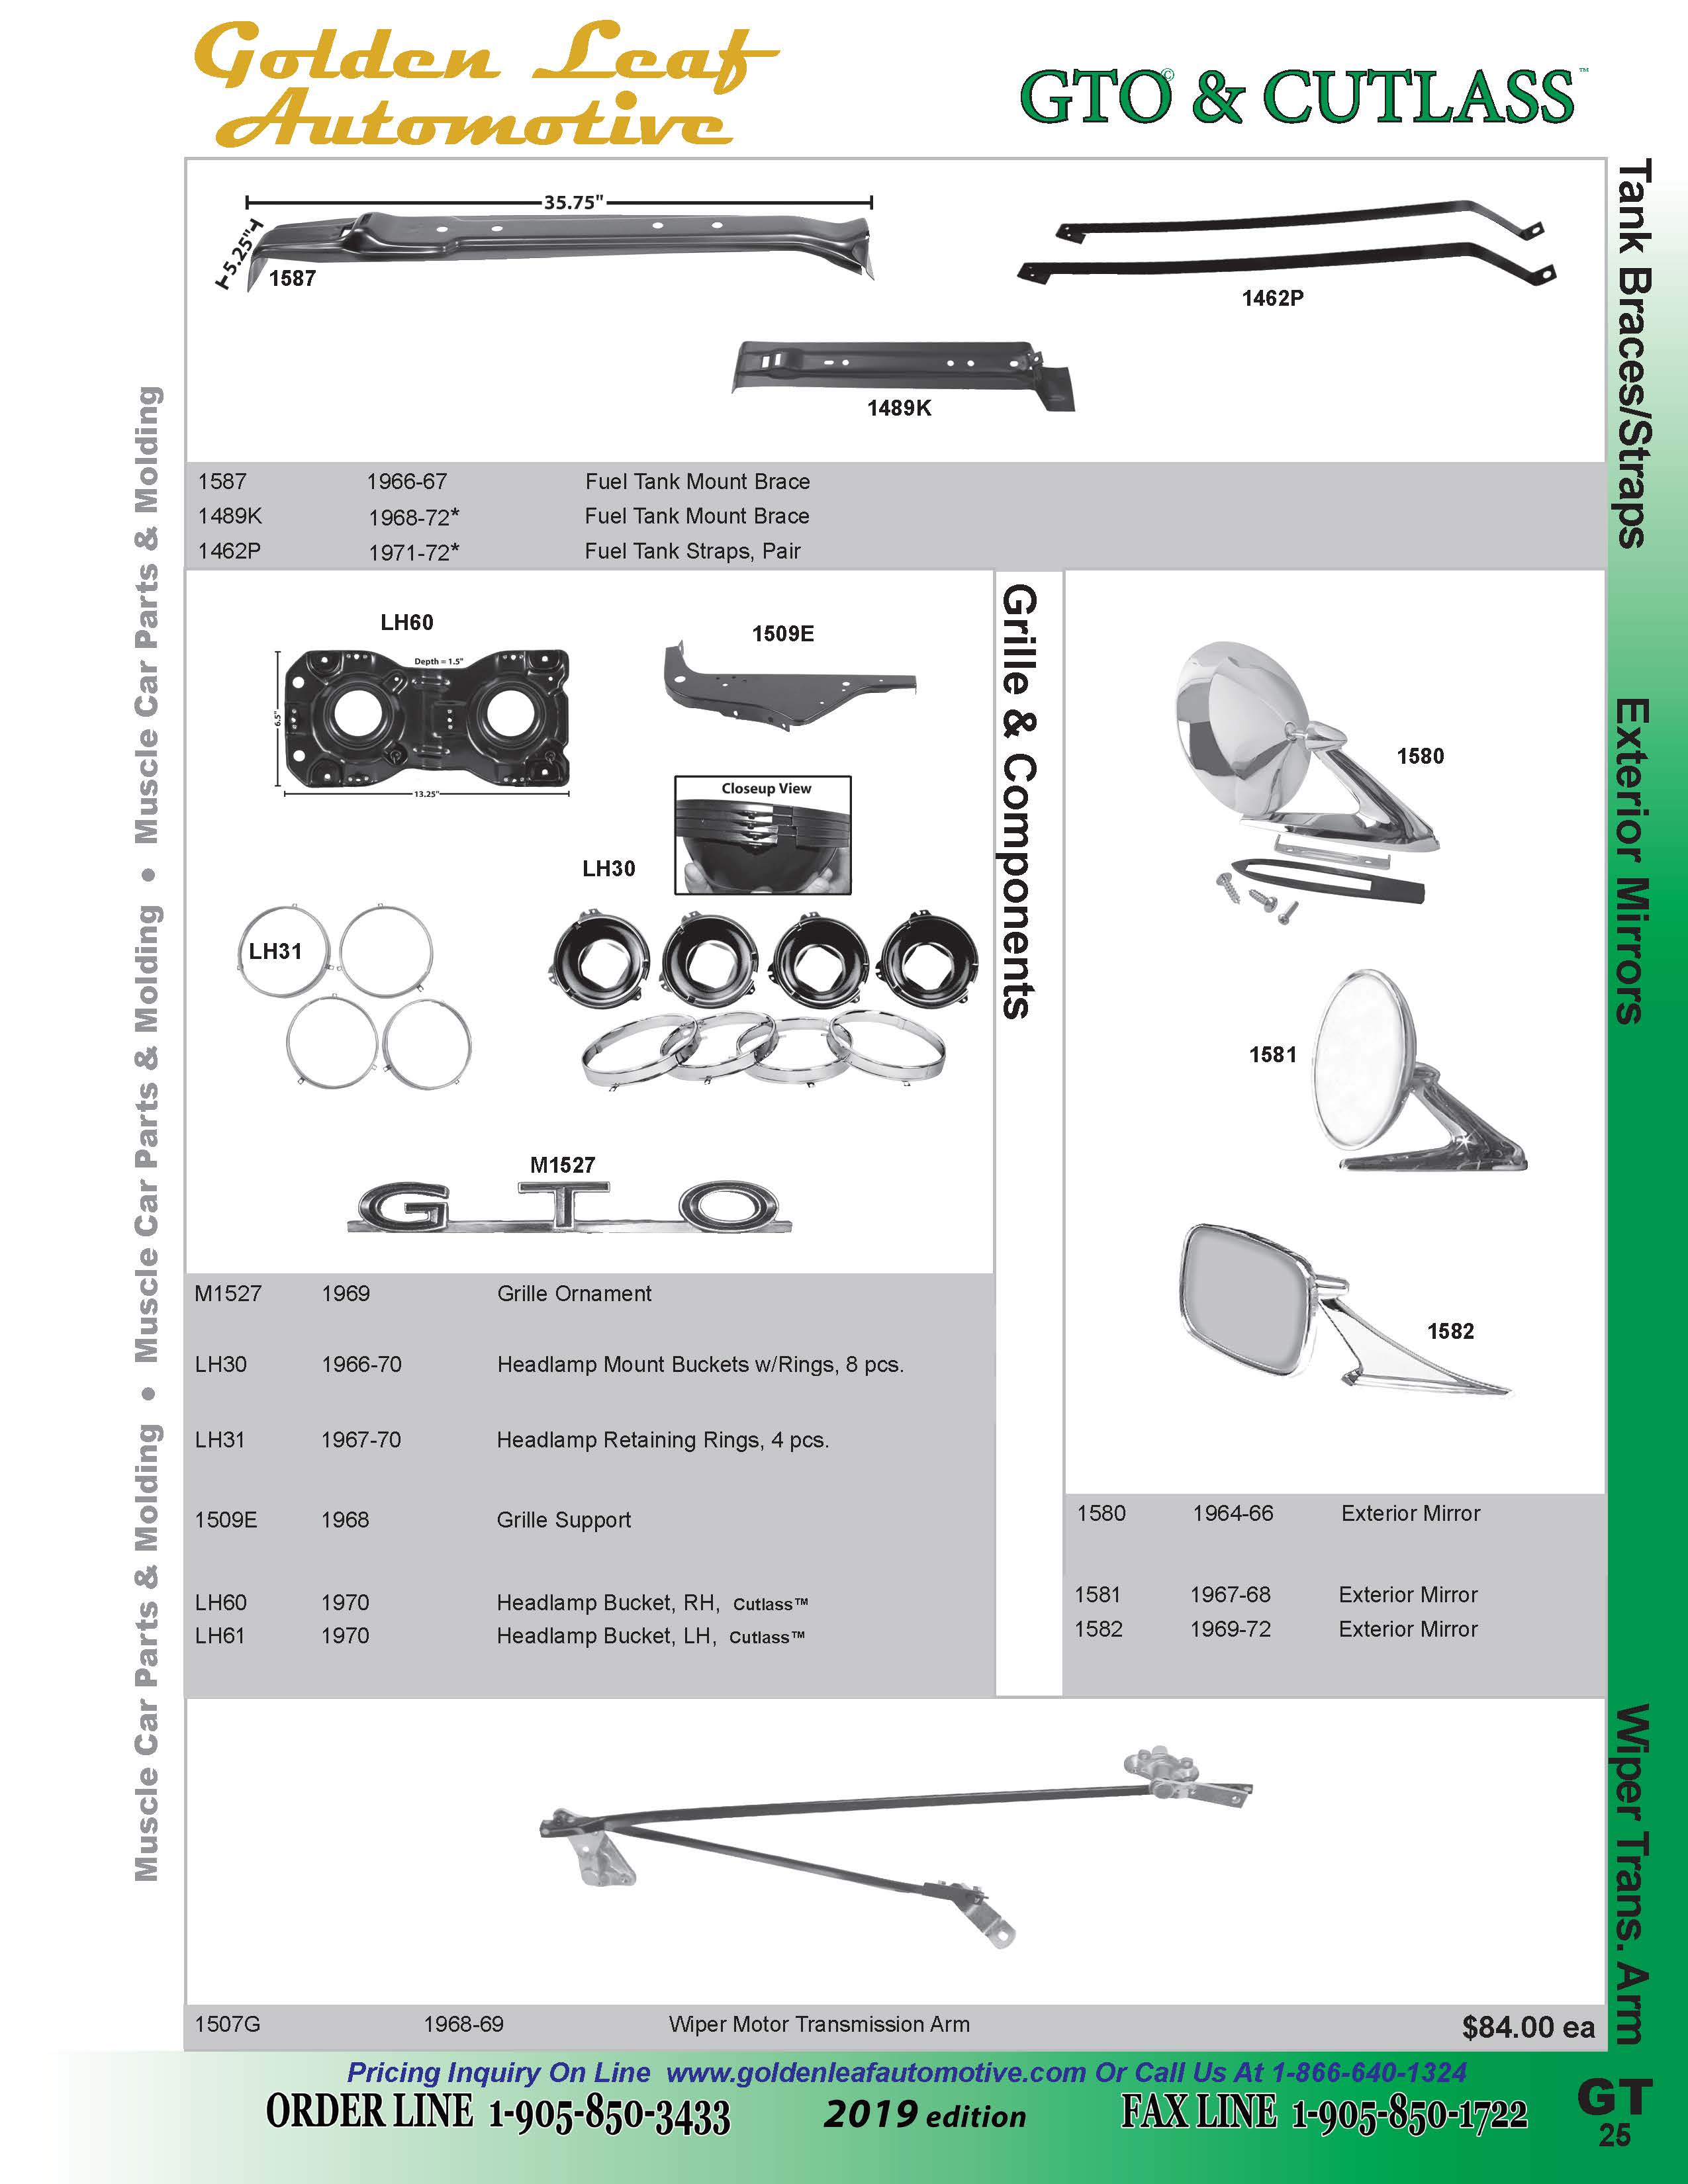 Golden Leaf
Automotive
GTO© & CUTLASS™
Tank Braces/Straps
35.75"
5.25"
1587
1462P
1489K
1587 1966-67 Fuel Tank Mount Brace
1489K 1968-72* Fuel Tank Mount Brace
1462P 1971-72* Fuel Tank Straps, Pair
Grille & Components
LH60
Depth = 1.5"
6.5"
13.25"
1509E
Closeup View
LH30
LH31
M1527
G T O
M1527 1969 Grille Ornament
LH30 1966-70 Headlamp Mount Buckets w/Rings, 8 pcs.
LH31 1967-70 Headlamp Retaining Rings, 4 pcs.
1509E 1968 Grille Support
LH60 1970 Headlamp Bucket, RH, Cutlass™
LH61 1970 Headlamp Bucket, LH, Cutlass™
Exterior Mirrors
1580
1581
1582
1580 1964-66 Exterior Mirror
1581 1967-68 Exterior Mirror
1582 1969-72 Exterior Mirror
Wiper Trans. Arm
1507G 1968-69 Wiper Motor Transmission Arm $84.00 ea
Muscle Car Parts & Molding • Muscle Car Parts & Molding • Muscle Car Parts & Molding
Pricing Inquiry On Line www.goldenleafautomotive.com Or Call Us At 1-866-640-1324
ORDER LINE 1-905-850-3433 2019 edition FAX LINE 1-905-850-1722
GT
25